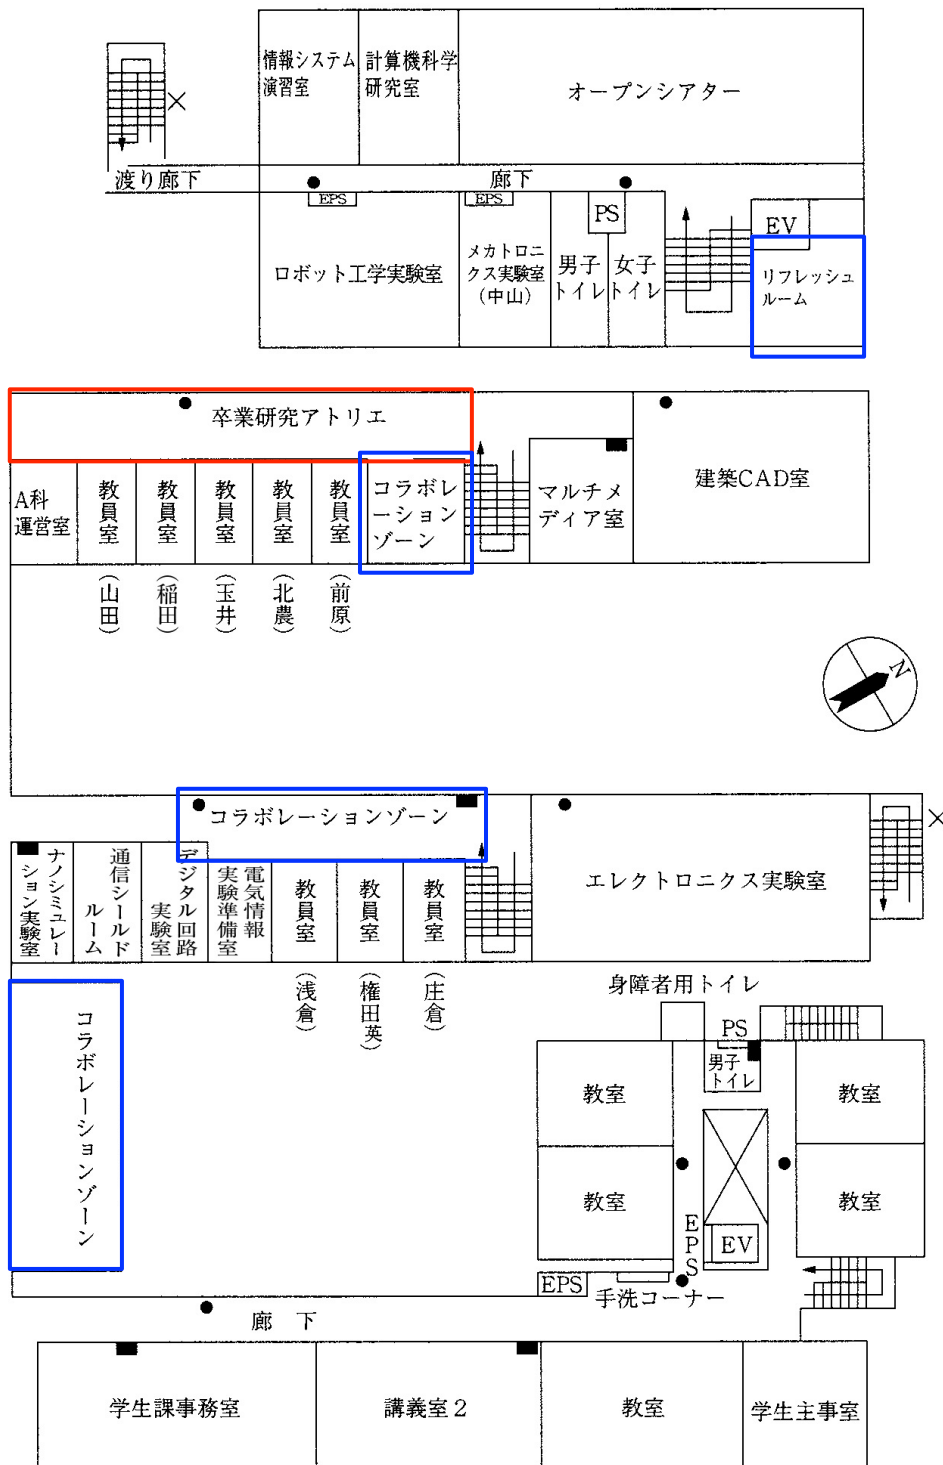 情報システム
演習室
計算機科学
研究室
オープンシアター
×
渡り廊下
廊下
EPS
EPS
PS
EV
ロボット工学実験室
メカトロニ
クス実験室
(中山)
男子
トイレ
女子
トイレ
リフレッシュ
ルーム
卒業研究アトリエ
A科
運営室
教員室
(山田)
教員室
(稲田)
教員室
(玉井)
教員室
(北農)
教員室
(前原)
コラボレ
ーション
ゾーン
マルチメ
ディア室
建築CAD室
N
コラボレーションゾーン
エレクトロニクス実験室
×
ナノシミュレー
ション実験室
通信シールド
ルーム
デジタル回路
実験室
電気情報
実験準備室
教員室
(浅倉)
教員室
(権田英)
教員室
(庄倉)
身障者用トイレ
PS
男子
トイレ
コラボレーションゾーン
教室
教室
教室
教室
EPS
EV
EPS
手洗コーナー
廊下
学生課事務室
講義室2
教室
学生主事室